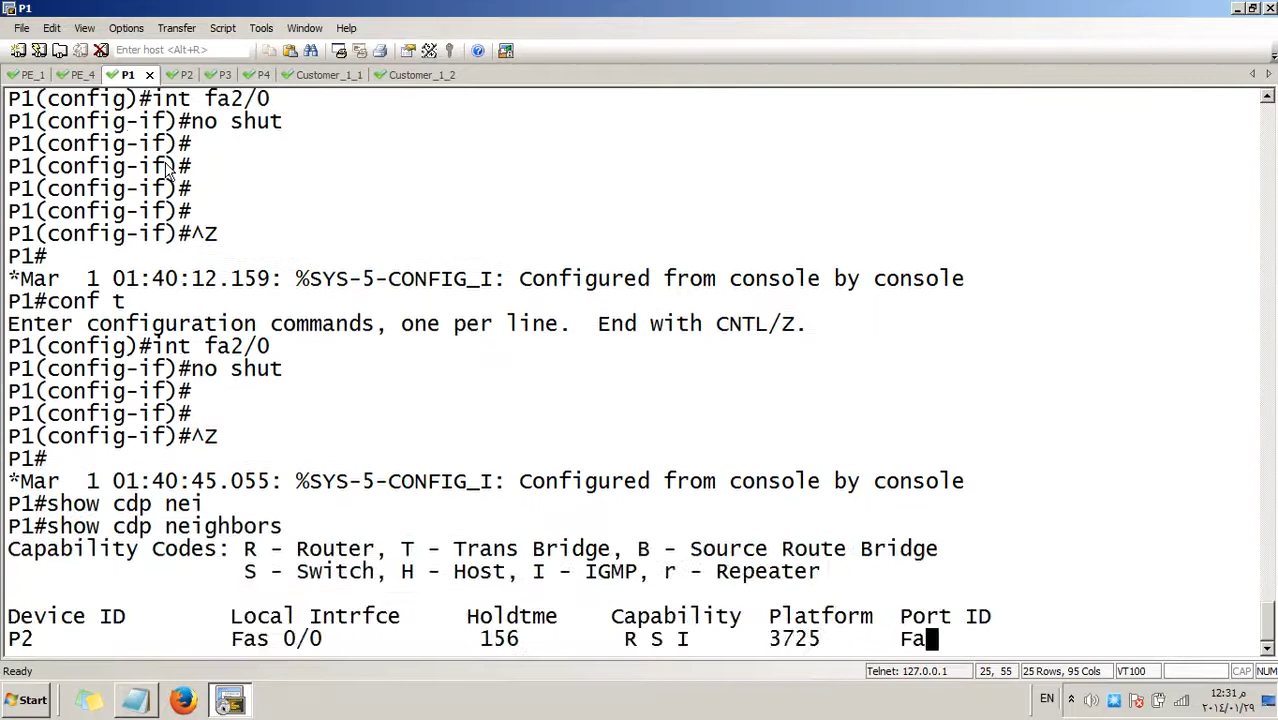 P1
File Edit View Options Transfer Script Tools Window Help
Enter host <Alt+R>
PE_1 PE_4 P1 P2 P3 P4 Customer_1_1 Customer_1_2
P1(config)#int fa2/0
P1(config-if)#no shut
P1(config-if)#
P1(config-if)#
P1(config-if)#
P1(config-if)#
P1(config-if)#^Z
P1#
*Mar  1 01:40:12.159: %SYS-5-CONFIG_I: Configured from console by console
P1#conf t
Enter configuration commands, one per line.  End with CNTL/Z.
P1(config)#int fa2/0
P1(config-if)#no shut
P1(config-if)#
P1(config-if)#
P1(config-if)#^Z
P1#
*Mar  1 01:40:45.055: %SYS-5-CONFIG_I: Configured from console by console
P1#show cdp nei
P1#show cdp neighbors
Capability Codes: R - Router, T - Trans Bridge, B - Source Route Bridge
S - Switch, H - Host, I - IGMP, r - Repeater
Device ID Local Intrfce Holdtme Capability Platform Port ID
P2 Fas 0/0 156 R S I 3725 Fa
Ready Telnet: 127.0.0.1 25, 55 25 Rows, 95 Cols VT100 CAP NUM
Start EN 12:31 م
٢٠١٤/٠١/٢٩